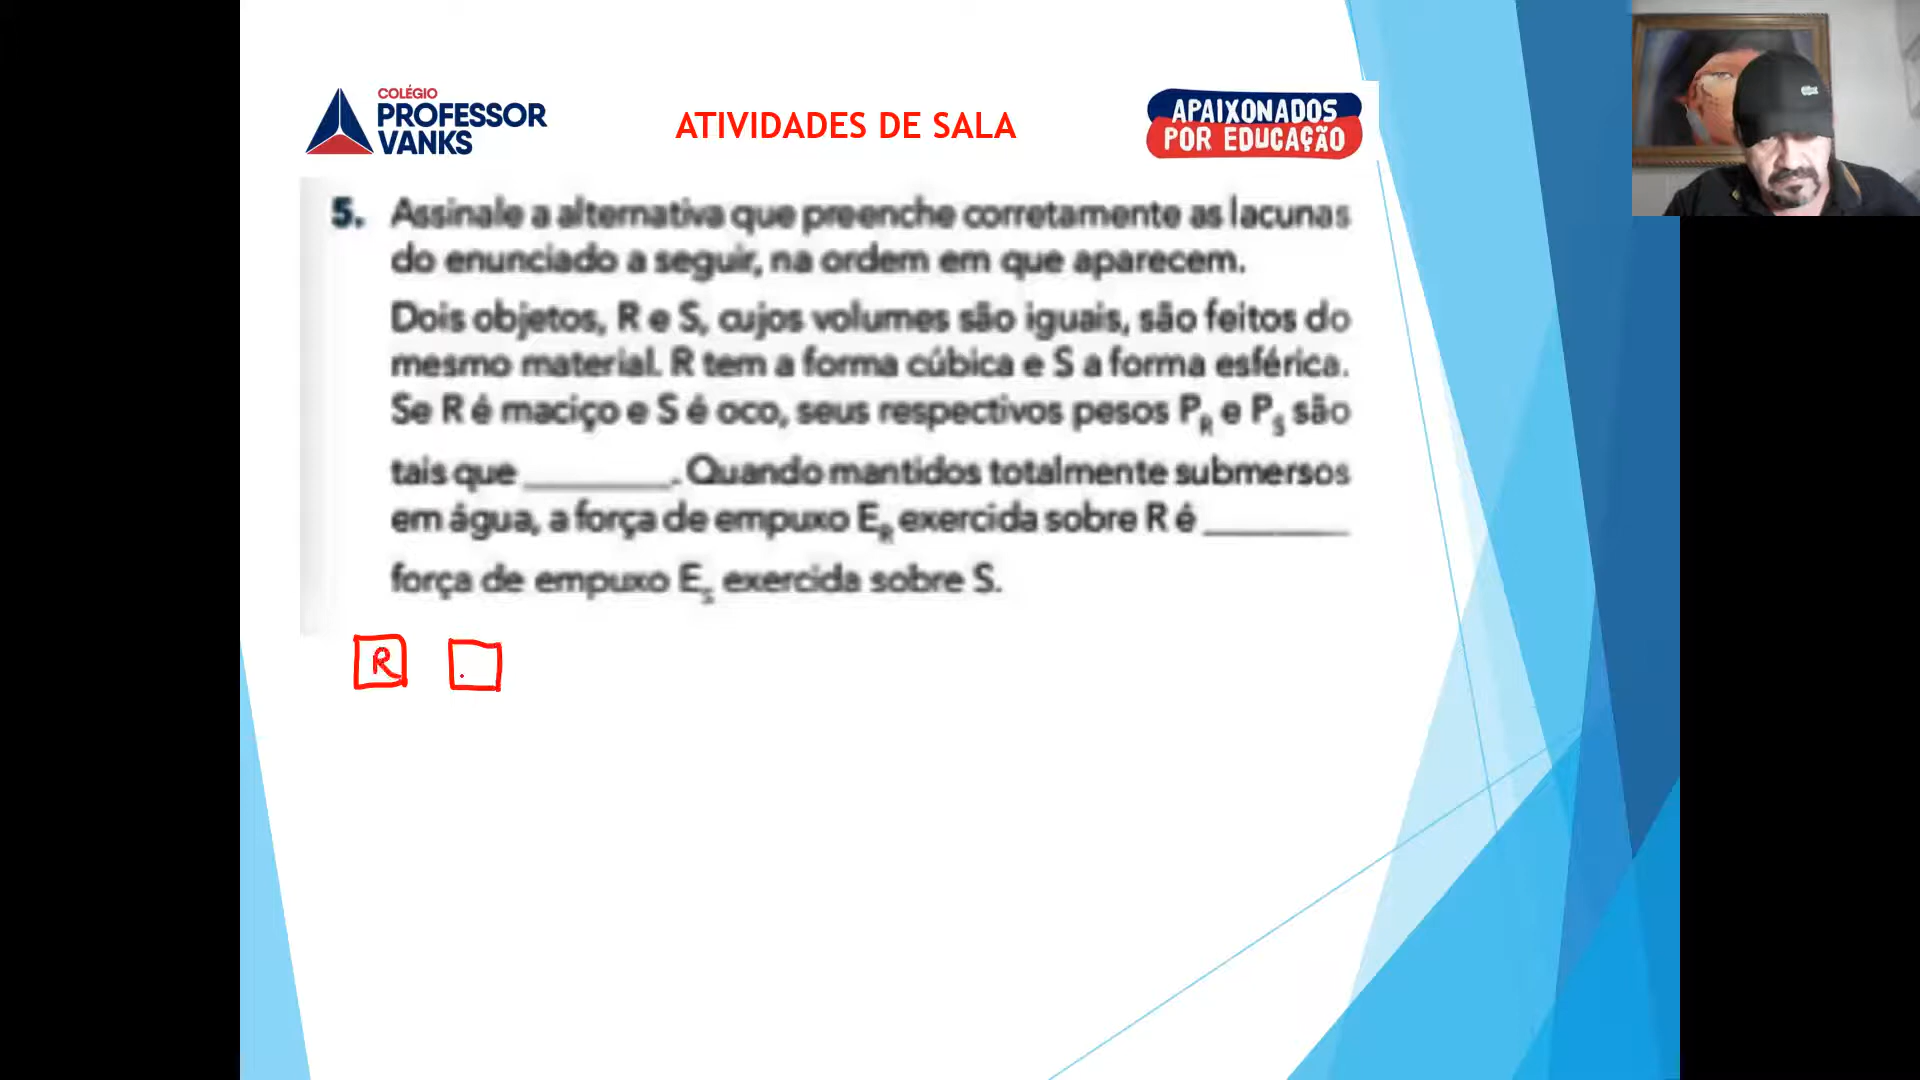 COLÉGIO
PROFESSOR
VANKS
ATIVIDADES DE SALA
APAIXONADOS
POR EDUCAÇÃO
5. Assinale a alternativa que preenche corretamente as lacunas
do enunciado a seguir, na ordem em que aparecem.
Dois objetos, R e S, cujos volumes são iguais, são feitos do
mesmo material. R tem a forma cúbica e S a forma esférica.
Se R é maciço e S é oco, seus respectivos pesos P_R e P_S são
tais que ________. Quando mantidos totalmente submersos
em água, a força de empuxo E_R exercida sobre R é ________
força de empuxo E_S exercida sobre S.
R